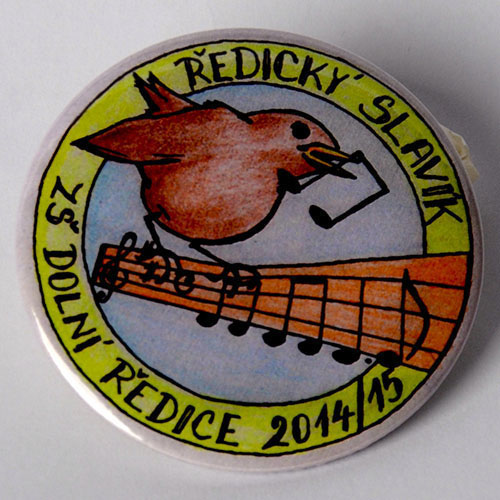 ŘEDICKÝ SLAVÍK
ZŠ DOLNÍ ŘEDICE 2014/15